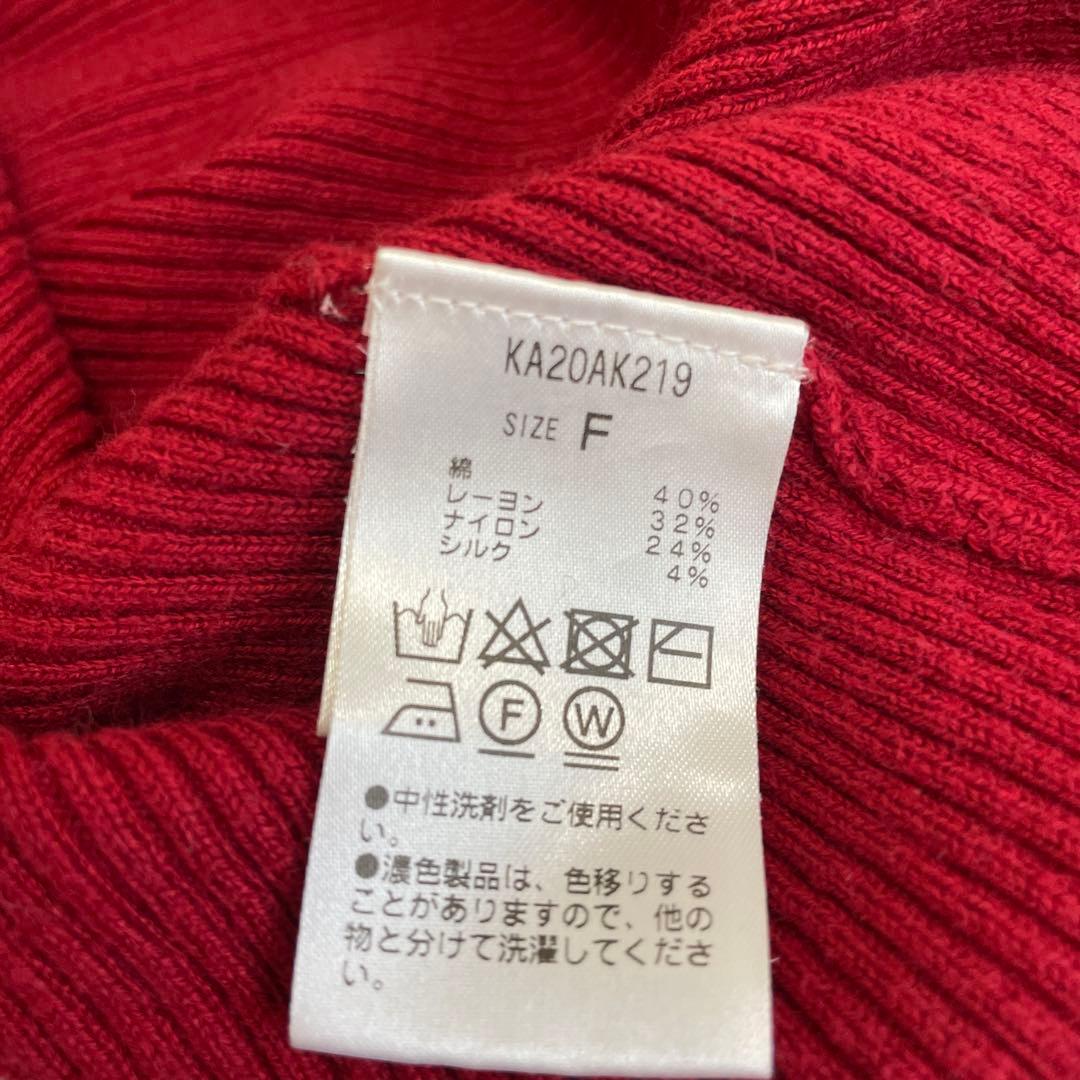 KA20AK219
SIZE F
綿 40%
レーヨン 32%
ナイロン 24%
シルク 4%
F W
●中性洗剤をご使用くださ
い。
●濃色製品は、色移りする
ことがありますので、他の
物と分けて洗濯してくださ
い。